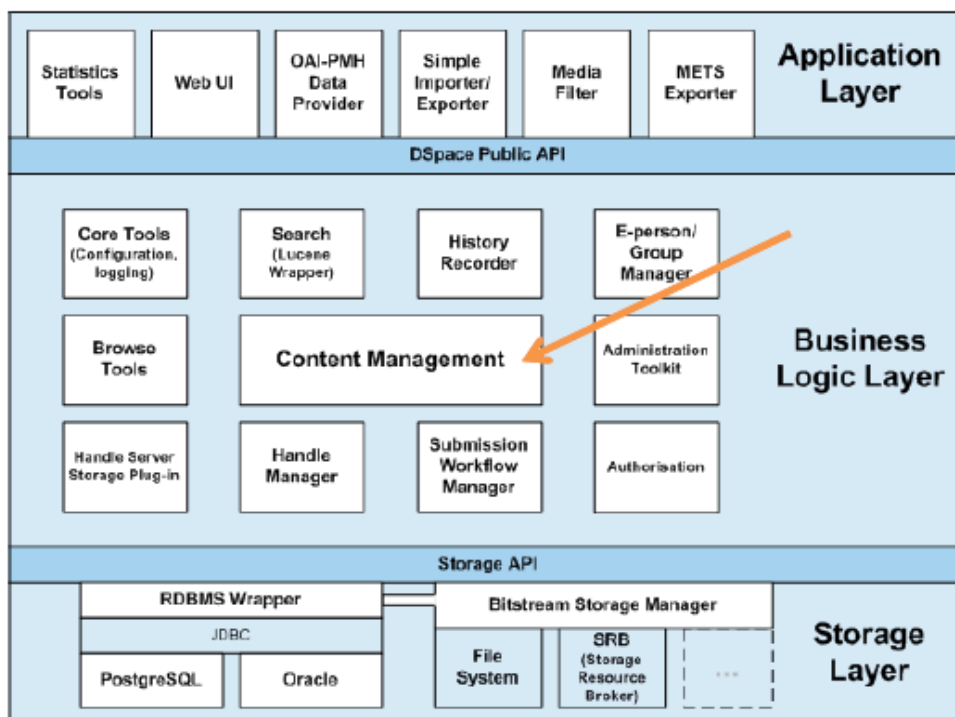 Statistics
Tools
Web UI
OAI-PMH
Data
Provider
Simple
Importer/
Exporter
Media
Filter
METS
Exporter
Application
Layer
DSpace Public API
Core Tools
(Configuration,
logging)
Search
(Lucene
Wrapper)
History
Recorder
E-person/
Group
Manager
Browse
Tools
Content Management
Administration
Toolkit
Business
Logic Layer
Handle Server
Storage Plug-in
Handle
Manager
Submission
Workflow
Manager
Authorisation
Storage API
RDBMS Wrapper
JDBC
PostgreSQL
Oracle
Bitstream Storage Manager
File
System
SRB
(Storage
Resource
Broker)
...
Storage
Layer